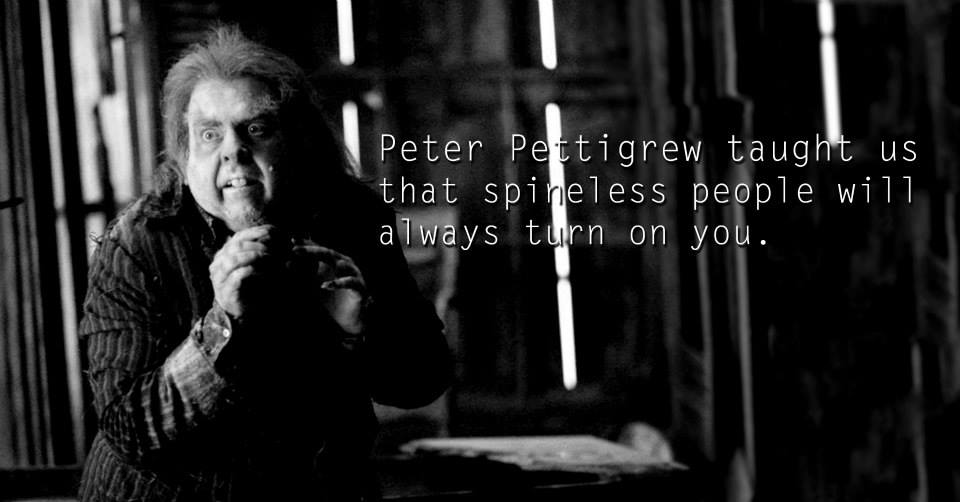 Peter Pettigrew taught us
that spineless people will
always turn on you.